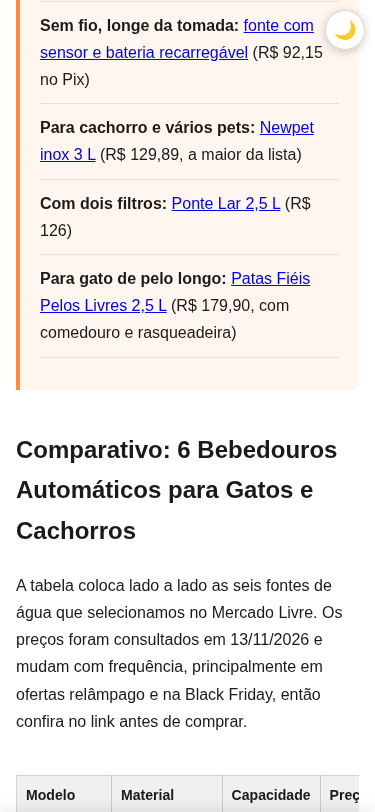 Sem fio, longe da tomada: fonte com
sensor e bateria recarregável (R$ 92,15
no Pix)
Para cachorro e vários pets: Newpet
inox 3 L (R$ 129,89, a maior da lista)
Com dois filtros: Ponte Lar 2,5 L (R$
126)
Para gato de pelo longo: Patas Fiéis
Pelos Livres 2,5 L (R$ 179,90, com
comedouro e rasqueadeira)
Comparativo: 6 Bebedouros
Automáticos para Gatos e
Cachorros
A tabela coloca lado a lado as seis fontes de
água que selecionamos no Mercado Livre. Os
preços foram consultados em 13/11/2026 e
mudam com frequência, principalmente em
ofertas relâmpago e na Black Friday, então
confira no link antes de comprar.
Modelo Material Capacidade